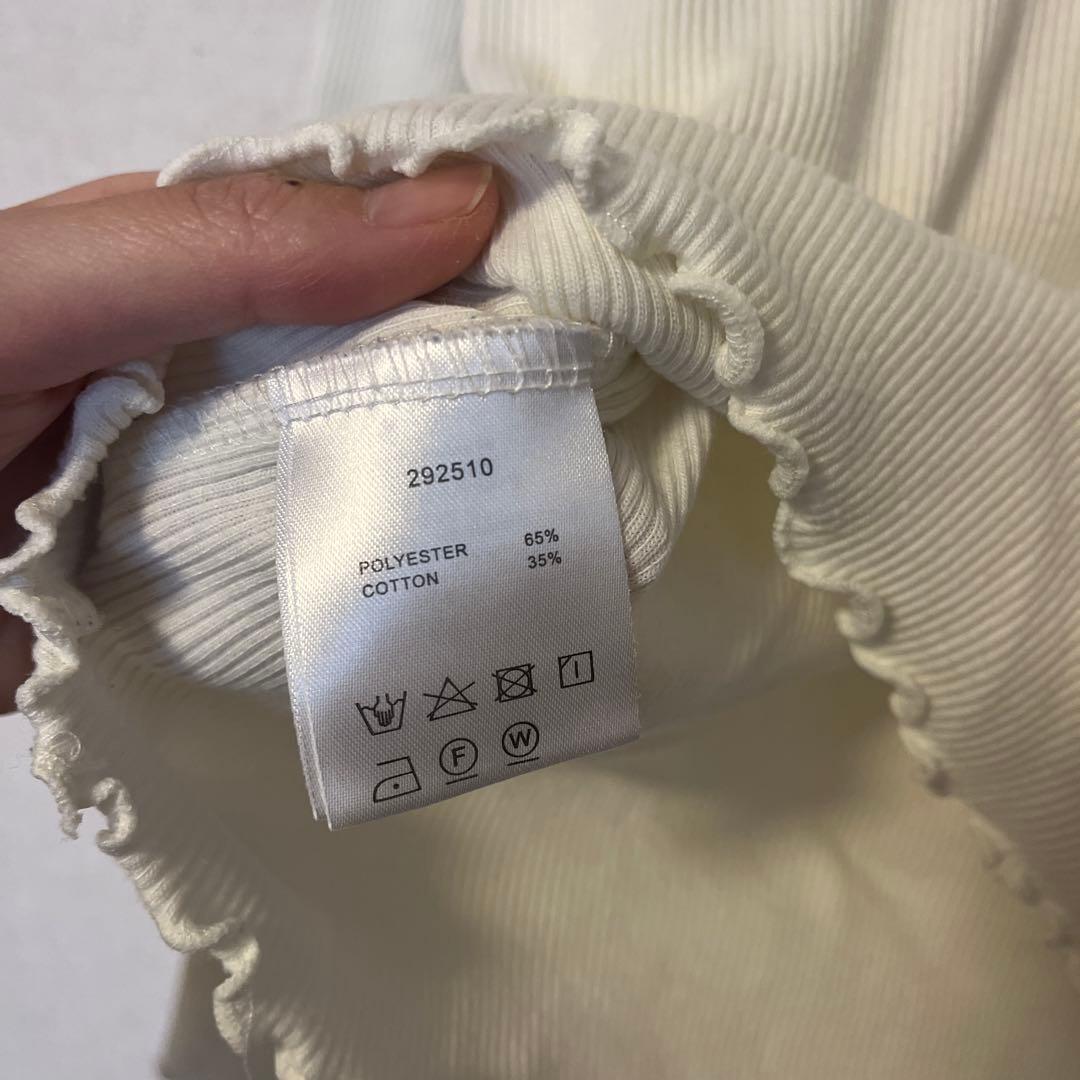 292510
POLYESTER 65%
COTTON 35%
F W